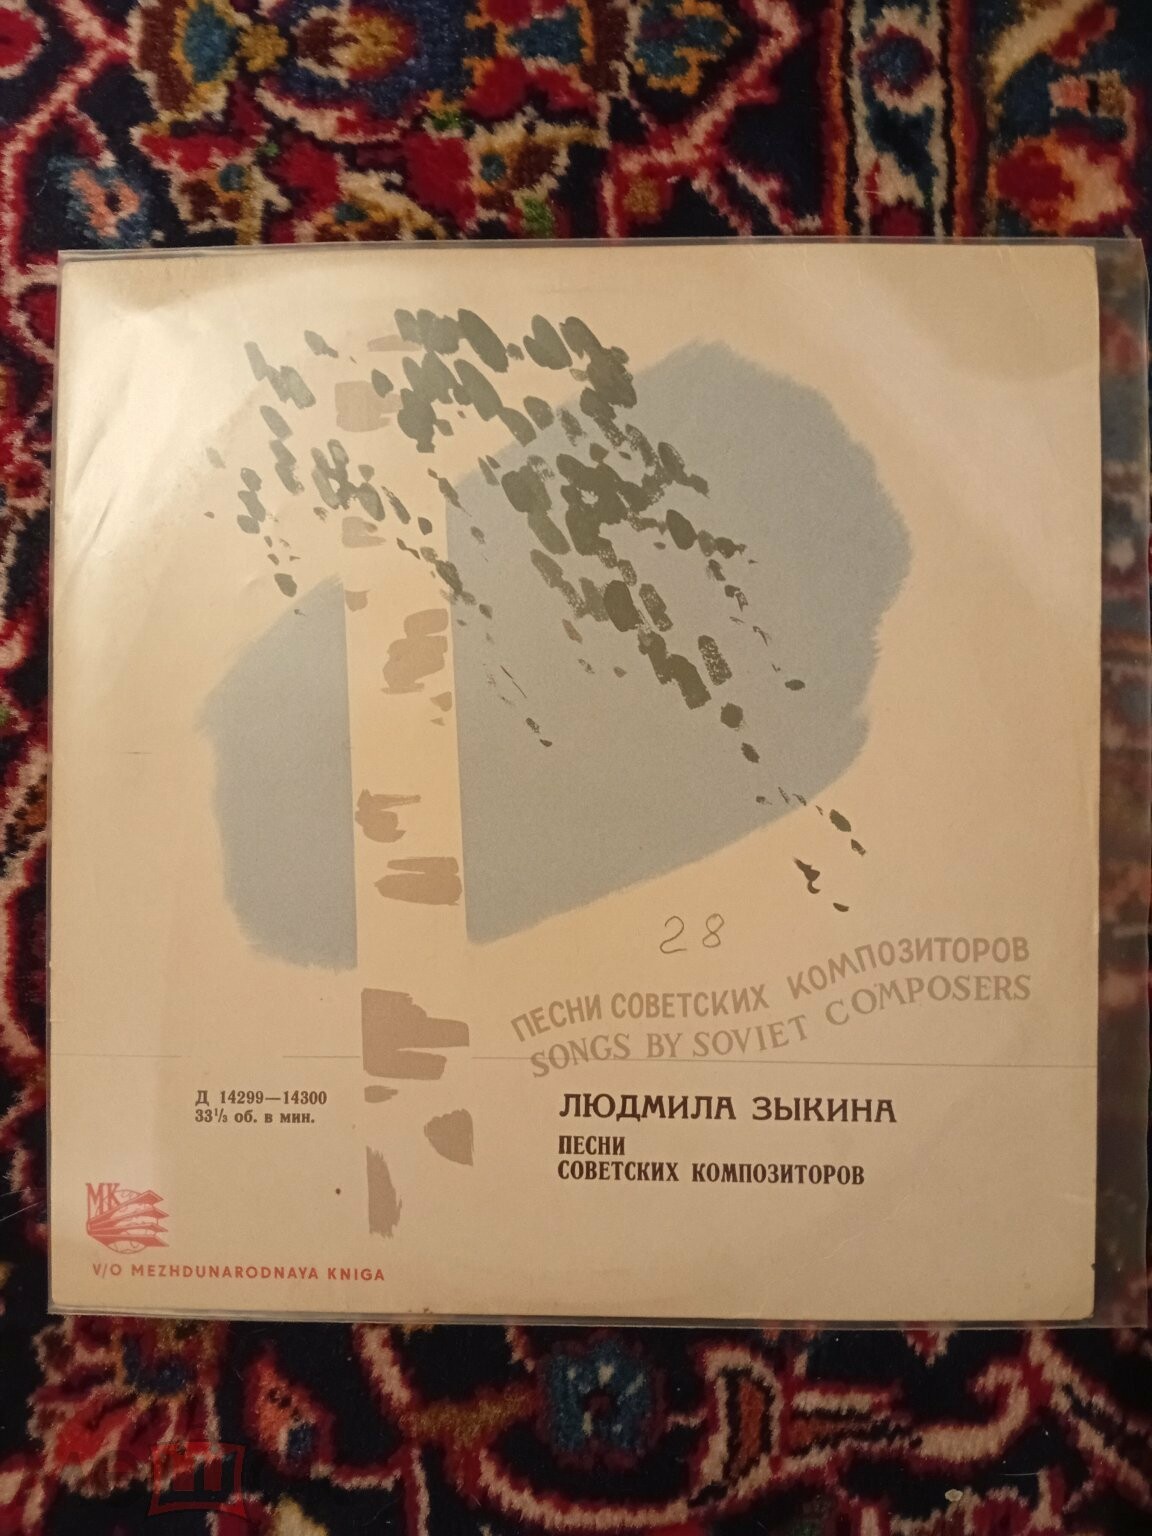 28
ПЕСНИ СОВЕТСКИХ КОМПОЗИТОРОВ
SONGS BY SOVIET COMPOSERS
Д 14299—14300
33⅓ об. в мин.
ЛЮДМИЛА ЗЫКИНА
ПЕСНИ
СОВЕТСКИХ КОМПОЗИТОРОВ
МК
V/O MEZHDUNARODNAYA KNIGA